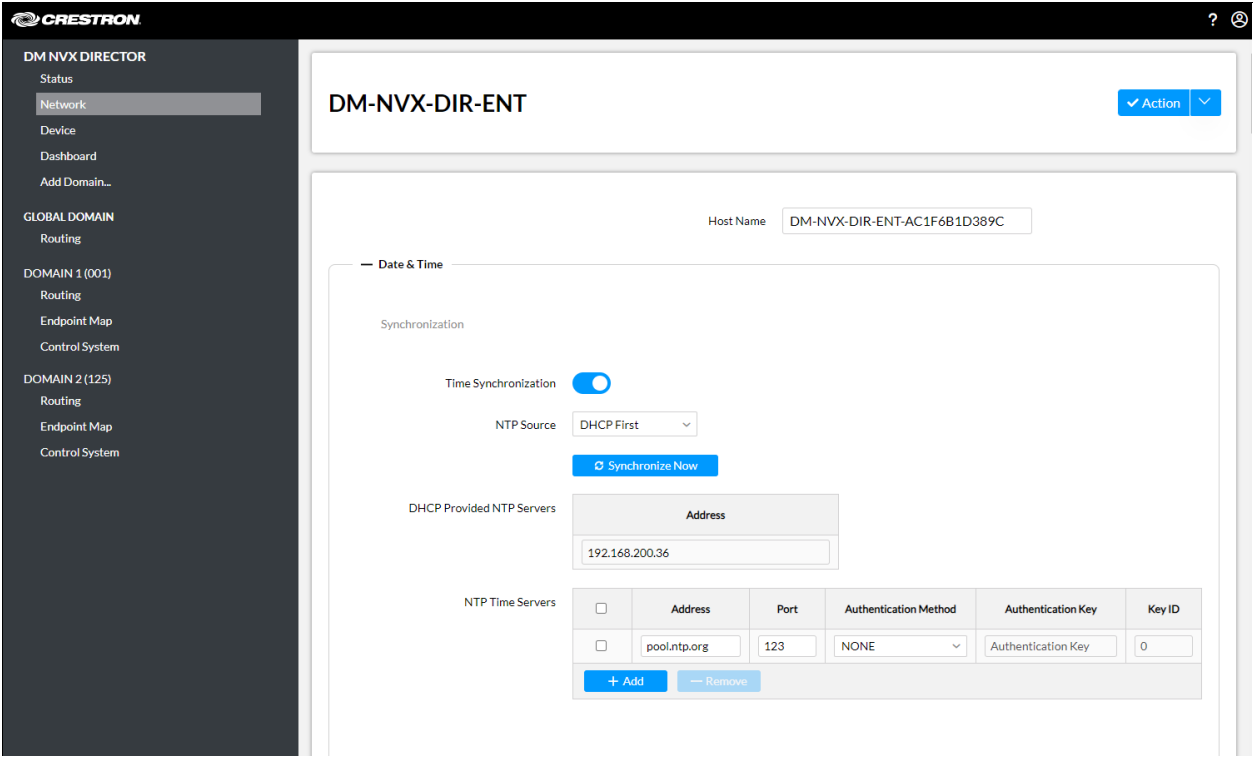 CRESTRON
?
DM NVX DIRECTOR
Status
Network
Device
Dashboard
Add Domain...
GLOBAL DOMAIN
Routing
DOMAIN 1 (001)
Routing
Endpoint Map
Control System
DOMAIN 2 (125)
Routing
Endpoint Map
Control System
DM-NVX-DIR-ENT
Action
Host Name DM-NVX-DIR-ENT-AC1F6B1D389C
Date & Time
Synchronization
Time Synchronization
NTP Source DHCP First
Synchronize Now
DHCP Provided NTP Servers Address
192.168.200.36
NTP Time Servers Address Port Authentication Method Authentication Key Key ID
pool.ntp.org 123 NONE Authentication Key 0
+ Add — Remove